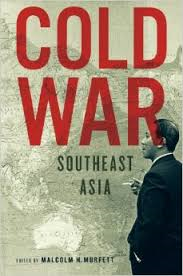 COLD
WAR
SOUTHEAST
ASIA
EDITED BY MALCOLM H. MURFETT